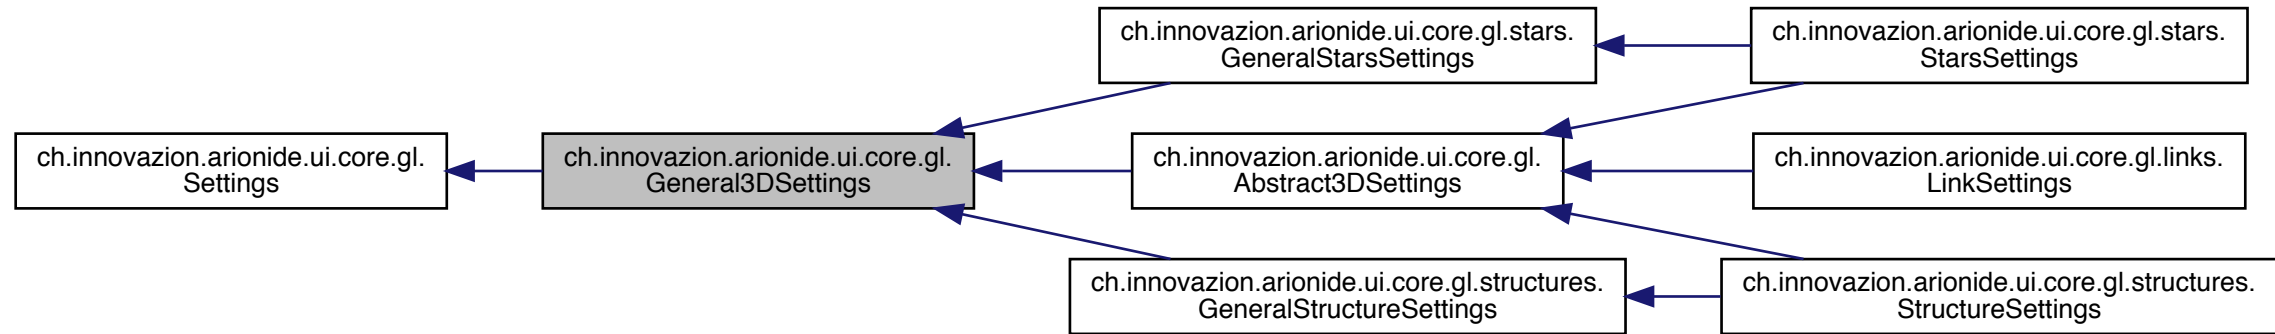 ch.innovazion.arionide.ui.core.gl.
Settings
ch.innovazion.arionide.ui.core.gl.
General3DSettings
ch.innovazion.arionide.ui.core.gl.stars.
GeneralStarsSettings
ch.innovazion.arionide.ui.core.gl.
Abstract3DSettings
ch.innovazion.arionide.ui.core.gl.structures.
GeneralStructureSettings
ch.innovazion.arionide.ui.core.gl.stars.
StarsSettings
ch.innovazion.arionide.ui.core.gl.links.
LinkSettings
ch.innovazion.arionide.ui.core.gl.structures.
StructureSettings